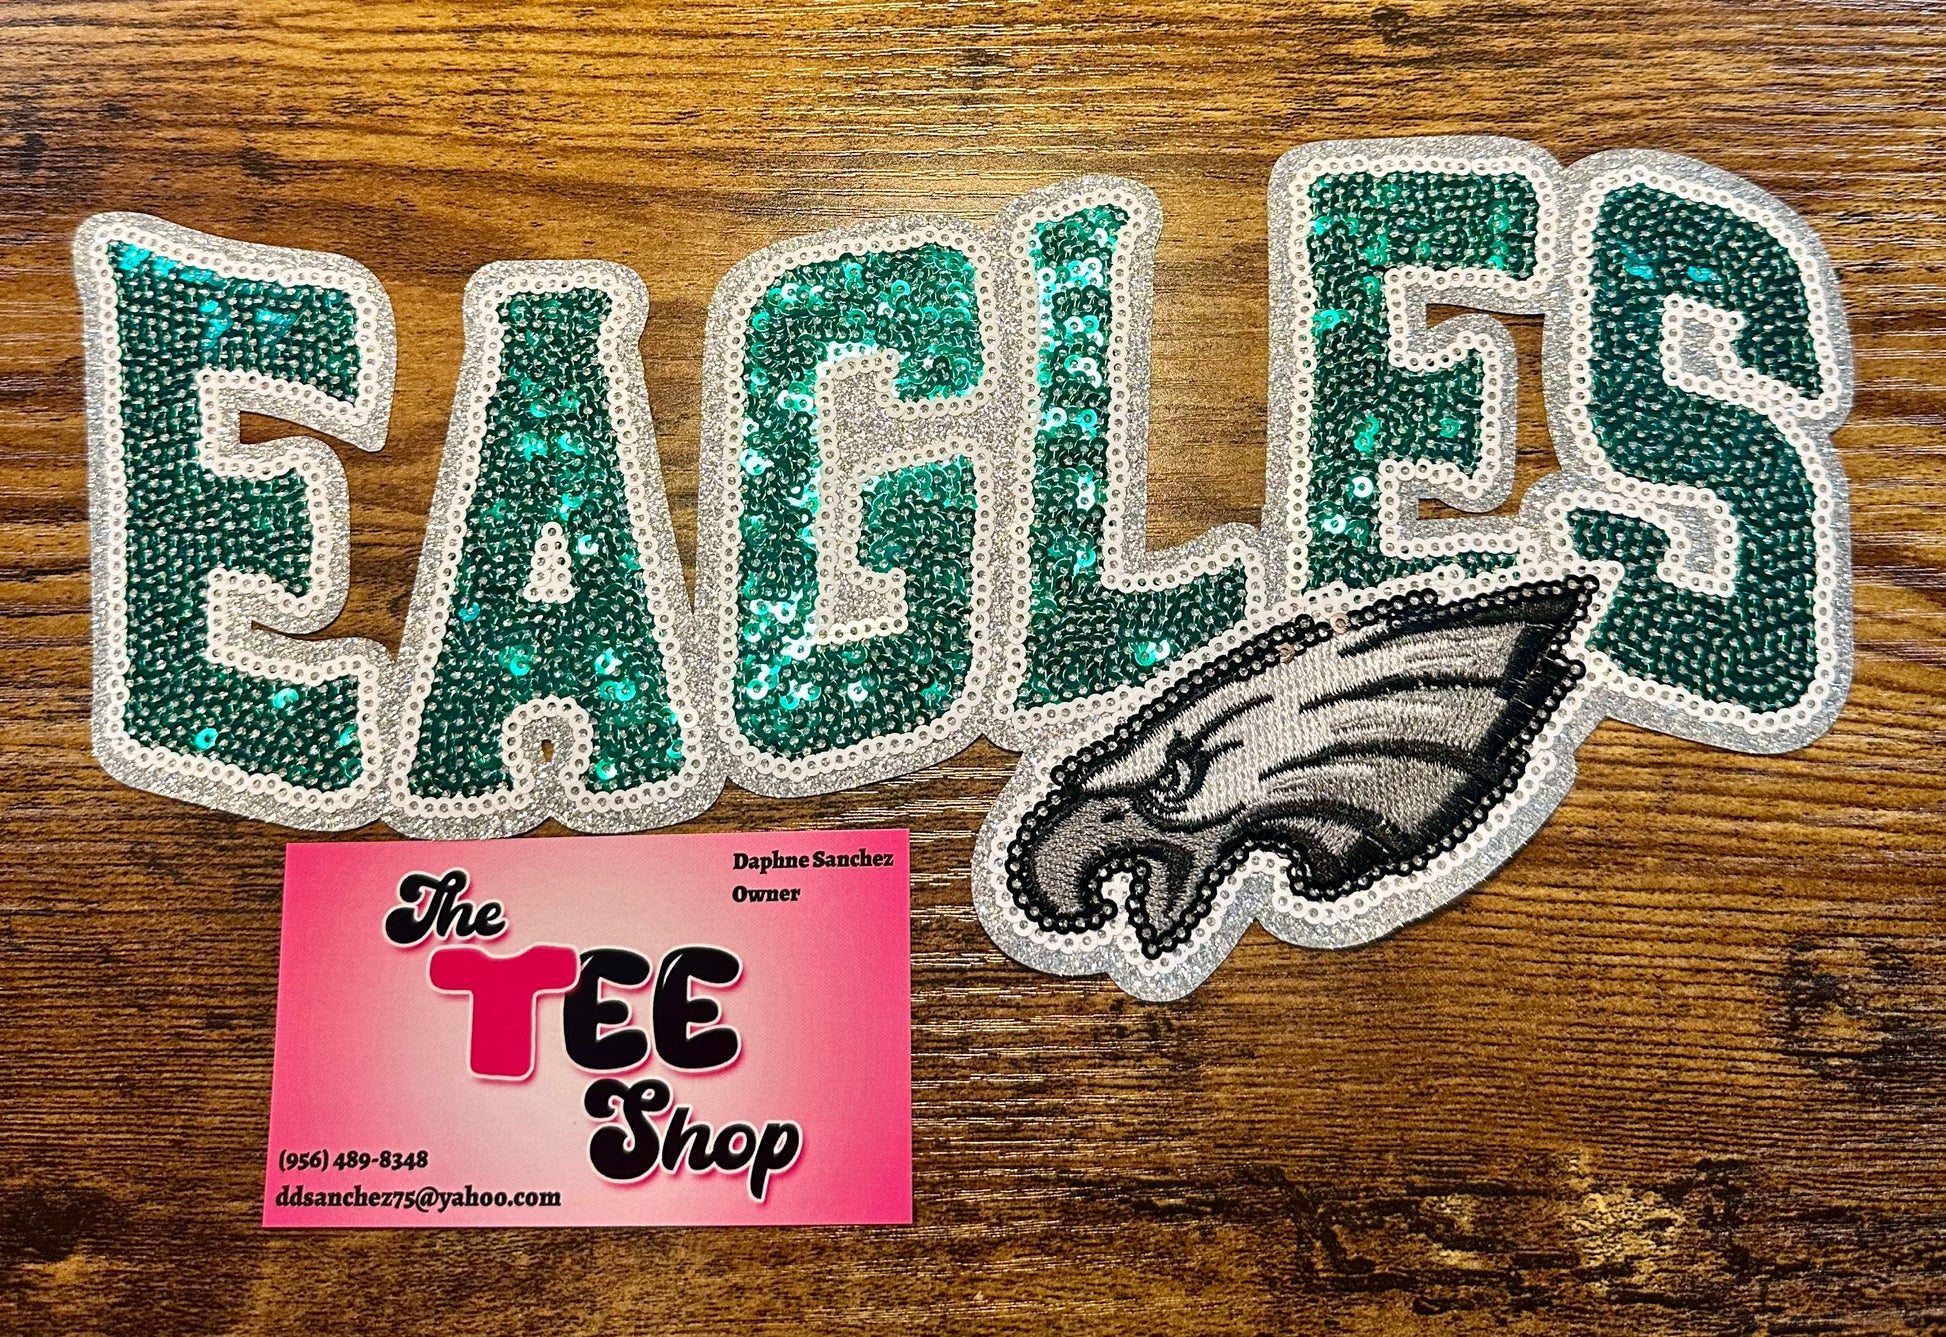 EAGLES
Daphne Sanchez
Owner
The
TEE
Shop
(956) 489-8348
ddsanchez75@yahoo.com